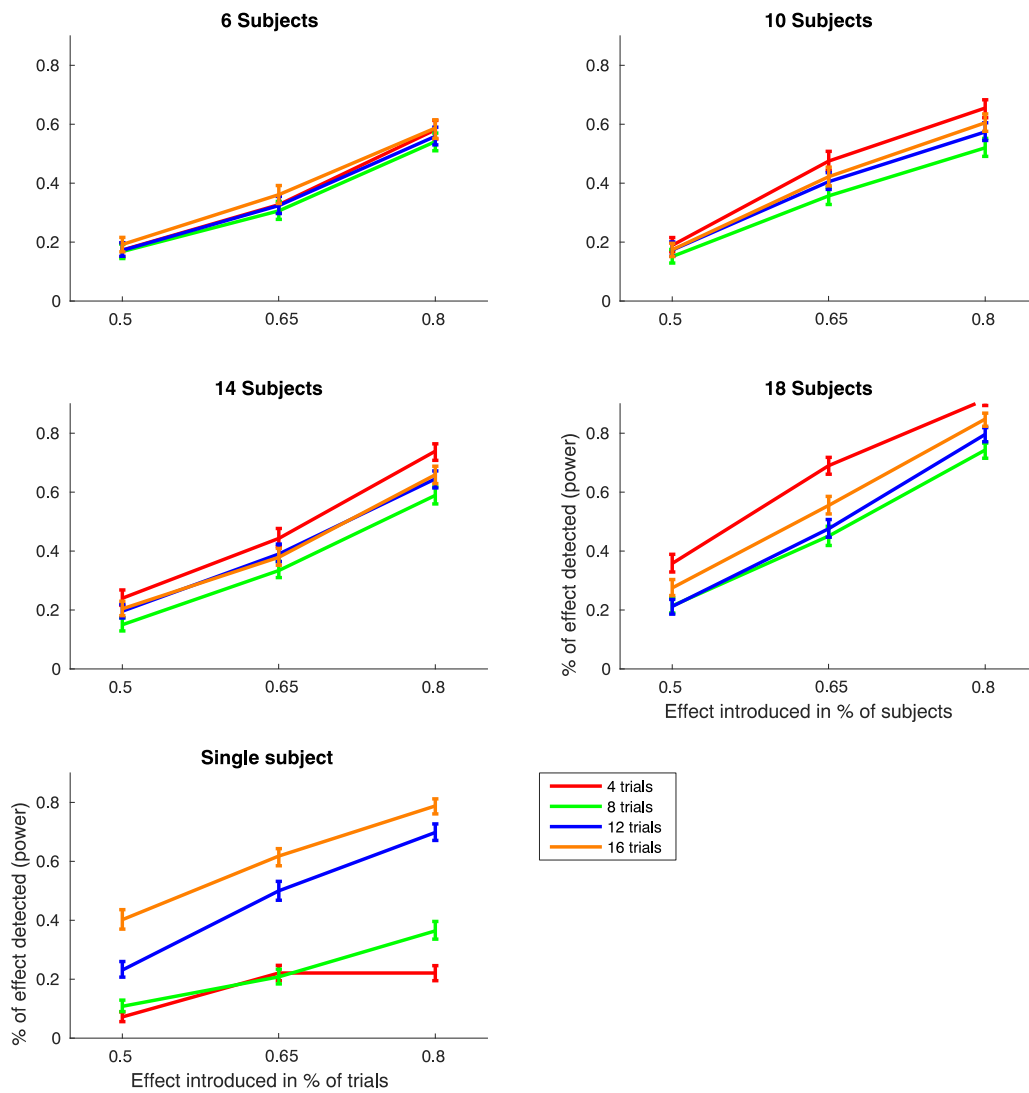 6 Subjects
0.8
0.6
0.4
0.2
0
0.5 0.65 0.8
10 Subjects
0.8
0.6
0.4
0.2
0
0.5 0.65 0.8
14 Subjects
0.8
0.6
0.4
0.2
0
0.5 0.65 0.8
18 Subjects
% of effect detected (power)
0.8
0.6
0.4
0.2
0
0.5 0.65 0.8
Effect introduced in % of subjects
Single subject
% of effect detected (power)
0.8
0.6
0.4
0.2
0
0.5 0.65 0.8
Effect introduced in % of trials
4 trials
8 trials
12 trials
16 trials